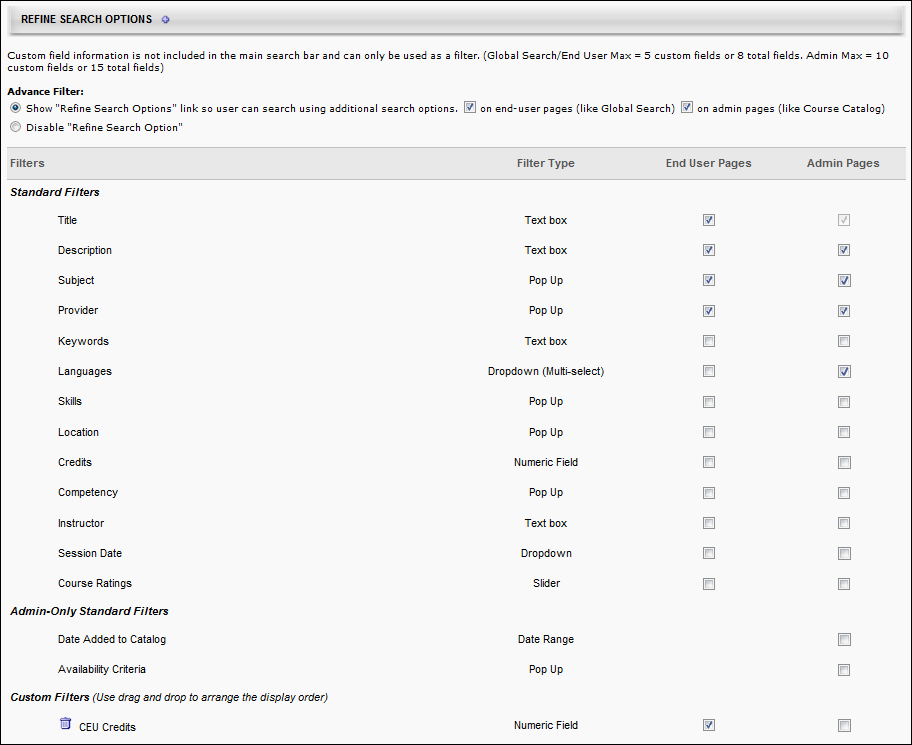 REFINE SEARCH OPTIONS
Custom field information is not included in the main search bar and can only be used as a filter. (Global Search/End User Max = 5 custom fields or 8 total fields. Admin Max = 10
custom fields or 15 total fields)
Advance Filter:
Show "Refine Search Options" link so user can search using additional search options. on end-user pages (like Global Search) on admin pages (like Course Catalog)
Disable "Refine Search Option"
Filters Filter Type End User Pages Admin Pages
Standard Filters
Title Text box
Description Text box
Subject Pop Up
Provider Pop Up
Keywords Text box
Languages Dropdown (Multi-select)
Skills Pop Up
Location Pop Up
Credits Numeric Field
Competency Pop Up
Instructor Text box
Session Date Dropdown
Course Ratings Slider
Admin-Only Standard Filters
Date Added to Catalog Date Range
Availability Criteria Pop Up
Custom Filters (Use drag and drop to arrange the display order)
CEU Credits Numeric Field